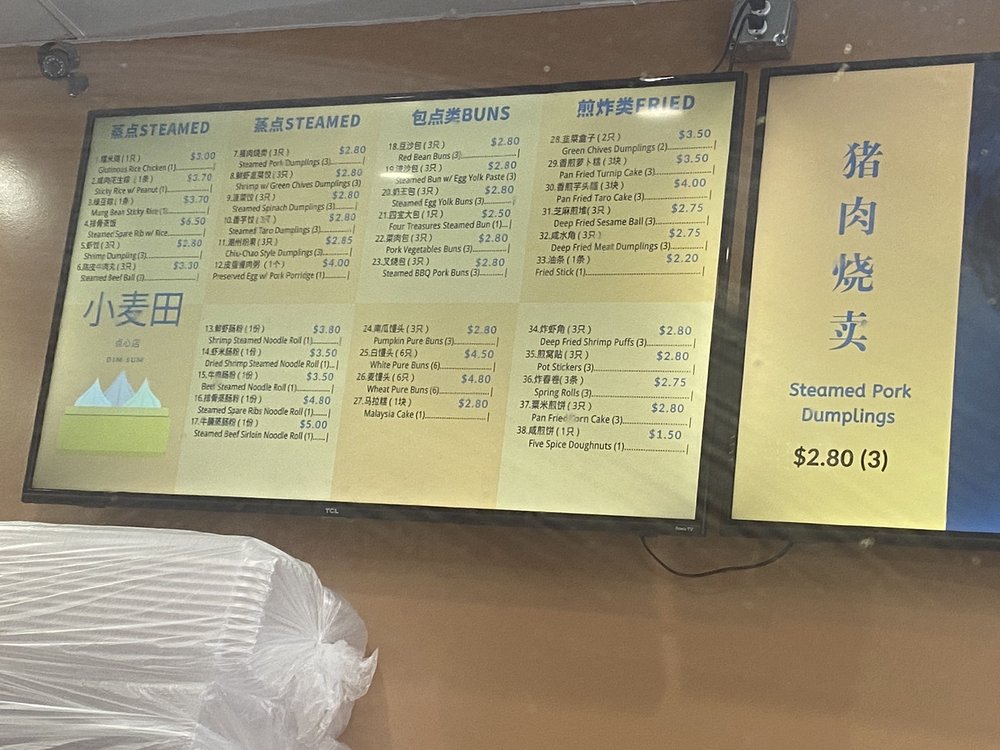 蒸点STEAMED
1.糯米鸡(1只) $3.00
Glutinous Rice Chicken (1)
2.咸肉花生粽(1条) $3.70
Sticky Rice w/ Peanut (1)
3.绿豆粽(1条) $3.70
Mung Bean Sticky Rice (1)
4.排骨蒸饭 $6.50
Steamed Spare Rib w/ Rice
5.虾饺(3只) $2.80
Shrimp Dumpling (3)
6.陈皮牛肉丸(3只) $3.30
Steamed Beef Ball (3)
小麦田
点心店
DIM SUM
蒸点STEAMED
7.猪肉烧卖(3只) $2.80
Steamed Pork Dumplings (3)
8.鲜虾韭菜饺(3只) $2.80
Shrimp w/ Green Chives Dumplings (3)
9.菠菜饺(3只) $2.80
Steamed Spinach Dumplings (3)
10.香芋饺(3只) $2.80
Steamed Taro Dumplings (3)
11.潮州粉果(3只) $2.85
Chiu-Chao Style Dumplings (3)
12.皮蛋瘦肉粥(1个) $4.00
Preserved Egg w/ Pork Porridge (1)
13.鲜虾肠粉(1份) $3.80
Shrimp Steamed Noodle Roll (1)
14.虾米肠粉(1份) $3.50
Dried Shrimp Steamed Noodle Roll (1)
15.牛肉肠粉(1份) $3.50
Beef Steamed Noodle Roll (1)
16.排骨蒸肠粉(1份) $4.80
Steamed Spare Ribs Noodle Roll (1)
17.牛腩蒸肠粉(1份) $5.00
Steamed Beef Sirloin Noodle Roll (1)
包点类BUNS
18.豆沙包(3只) $2.80
Red Bean Buns (3)
19.流沙包(3只) $2.80
Steamed Bun w/ Egg Yolk Paste (3)
20.奶王包(3只) $2.80
Steamed Egg Yolk Buns (3)
21.四宝大包(1只) $2.50
Four Treasures Steamed Bun (1)
22.菜肉包(3只) $2.80
Pork Vegetables Buns (3)
23.叉烧包(3只) $2.80
Steamed BBQ Pork Buns (3)
24.南瓜馒头(3只) $2.80
Pumpkin Pure Buns (3)
25.白馒头(6只) $4.50
White Pure Buns (6)
26.麦馒头(6只) $4.80
Wheat Pure Buns (6)
27.马拉糕(1块) $2.80
Malaysia Cake (1)
煎炸类FRIED
28.韭菜盒子(2只) $3.50
Green Chives Dumplings (2)
29.香煎萝卜糕(3块) $3.50
Pan Fried Turnip Cake (3)
30.香煎芋头糕(3块) $4.00
Pan Fried Taro Cake (3)
31.芝麻煎堆(3只) $2.75
Deep Fried Sesame Ball (3)
32.咸水角(3只) $2.75
Deep Fried Meat Dumplings (3)
33.油条(1条) $2.20
Fried Stick (1)
34.炸虾角(3只) $2.80
Deep Fried Shrimp Puffs (3)
35.煎窝贴(3只) $2.80
Pot Stickers (3)
36.炸春卷(3条) $2.75
Spring Rolls (3)
37.粟米煎饼(3只) $2.80
Pan Fried Corn Cake (3)
38.咸煎饼(1只) $1.50
Five Spice Doughnuts (1)
TCL
Roku TV
猪肉烧卖
Steamed Pork
Dumplings
$2.80 (3)